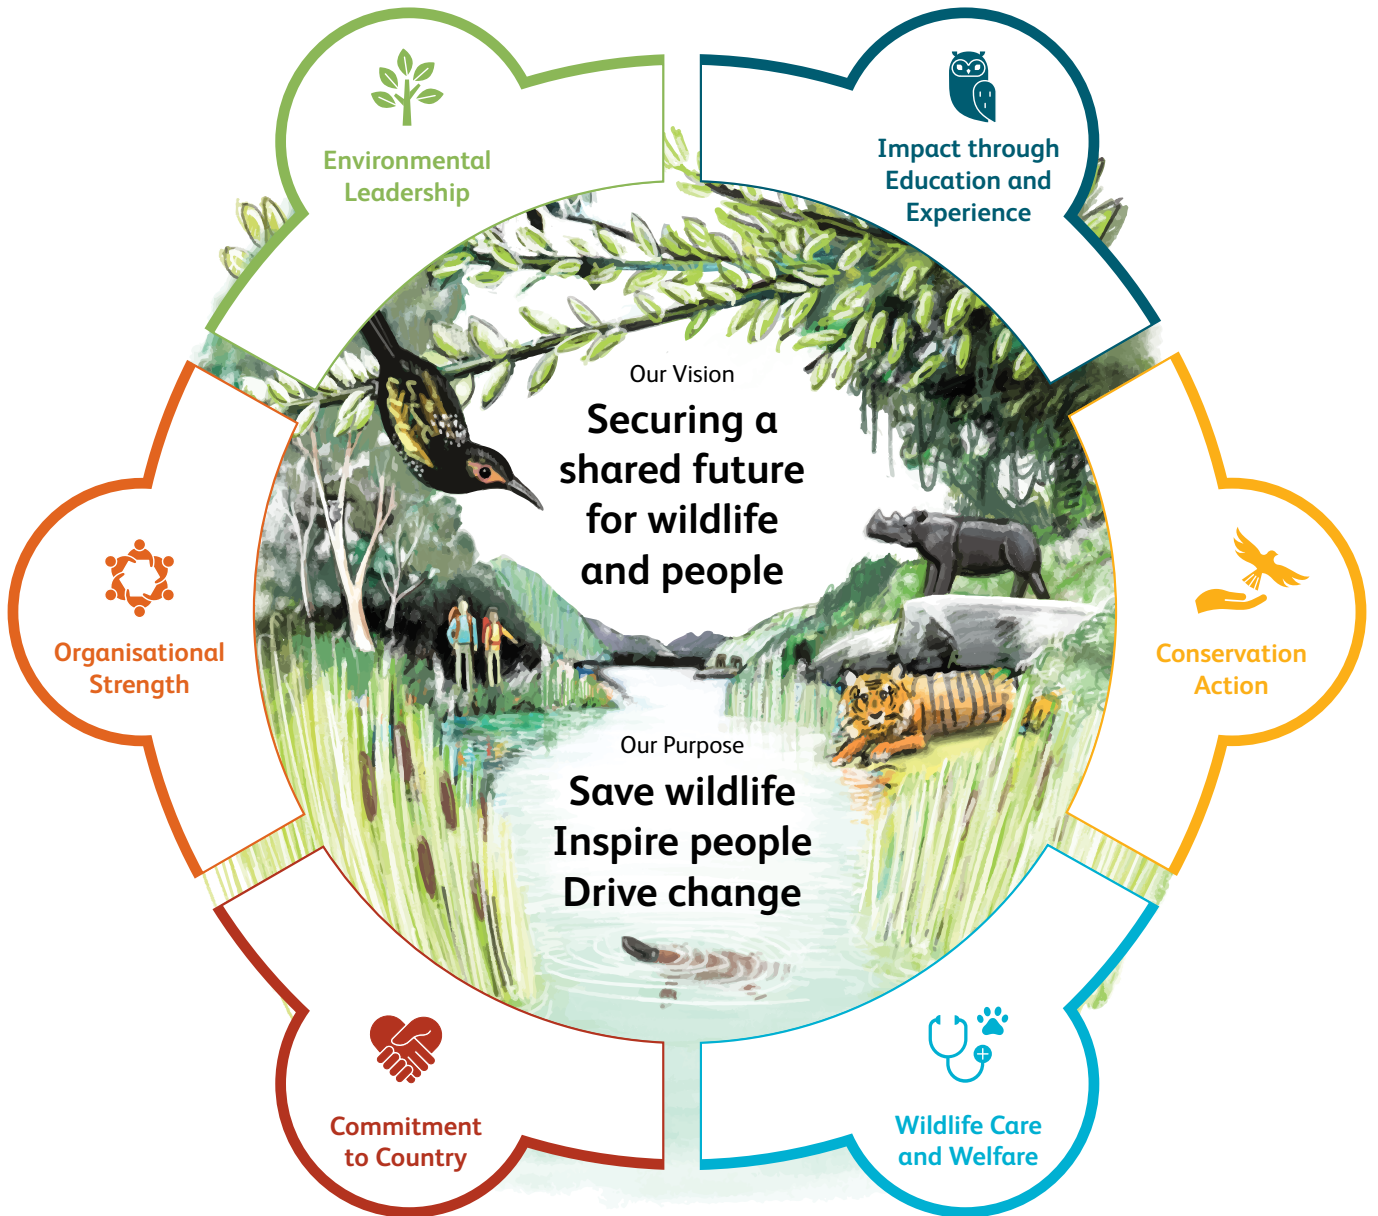 Environmental
Leadership
Impact through
Education and
Experience
Our Vision
Securing a
shared future
for wildlife
and people
Organisational
Strength
Conservation
Action
Our Purpose
Save wildlife
Inspire people
Drive change
Commitment
to Country
Wildlife Care
and Welfare